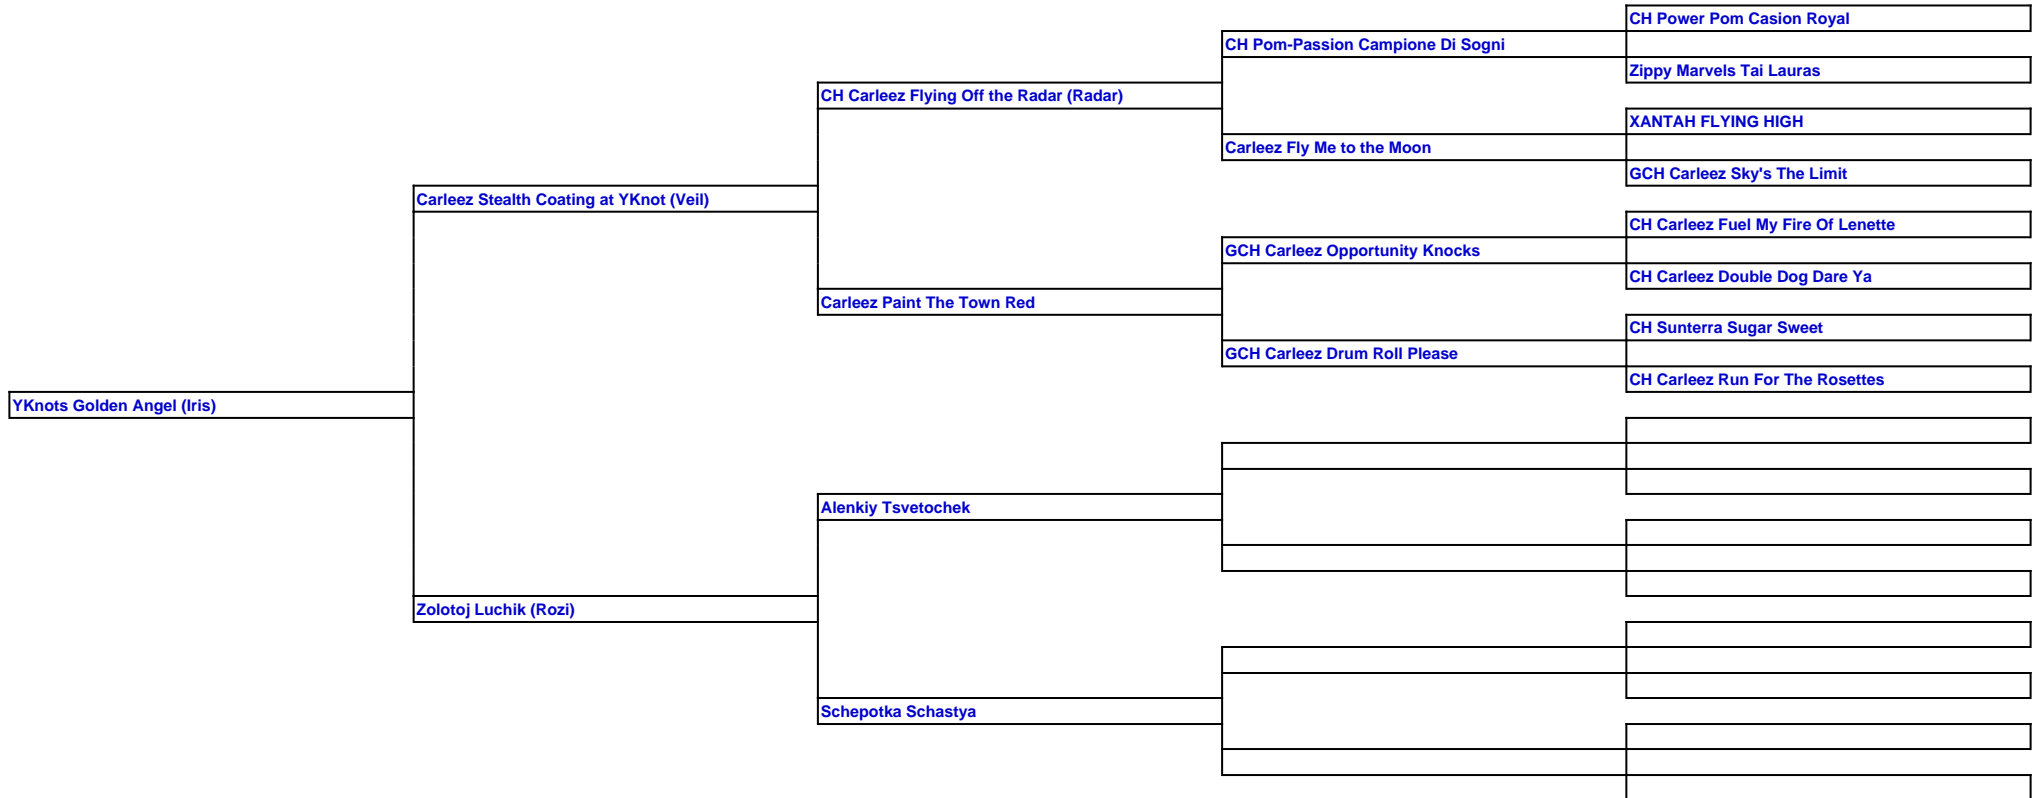 CH Power Pom Casion Royal
CH Pom-Passion Campione Di Sogni
Zippy Marvels Tai Lauras
CH Carleez Flying Off the Radar (Radar)
XANTAH FLYING HIGH
Carleez Fly Me to the Moon
GCH Carleez Sky's The Limit
Carleez Stealth Coating at YKnot (Veil)
CH Carleez Fuel My Fire Of Lenette
GCH Carleez Opportunity Knocks
CH Carleez Double Dog Dare Ya
Carleez Paint The Town Red
CH Sunterra Sugar Sweet
GCH Carleez Drum Roll Please
CH Carleez Run For The Rosettes
YKnots Golden Angel (Iris)
Alenkiy Tsvetochek
Zolotoj Luchik (Rozi)
Schepotka Schastya